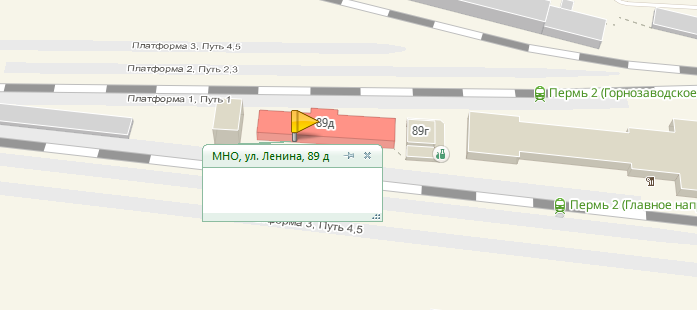 Платформа 3, Путь 4,5
Платформа 2, Путь 2,3
Пермь 2 (Горнозаводское
Платформа 1, Путь 1
89д
89г
МНО, ул. Ленина, 89 д
Пермь 2 (Главное нап
форма 3, Путь 4,5